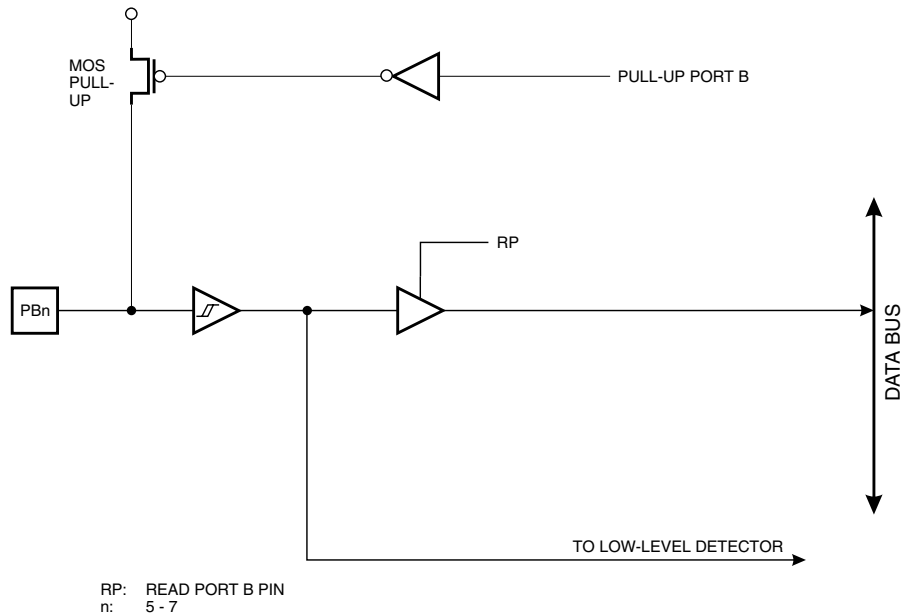 MOS
PULL-
UP
PULL-UP PORT B
RP
PBn
DATA BUS
TO LOW-LEVEL DETECTOR
RP: READ PORT B PIN
n: 5 - 7